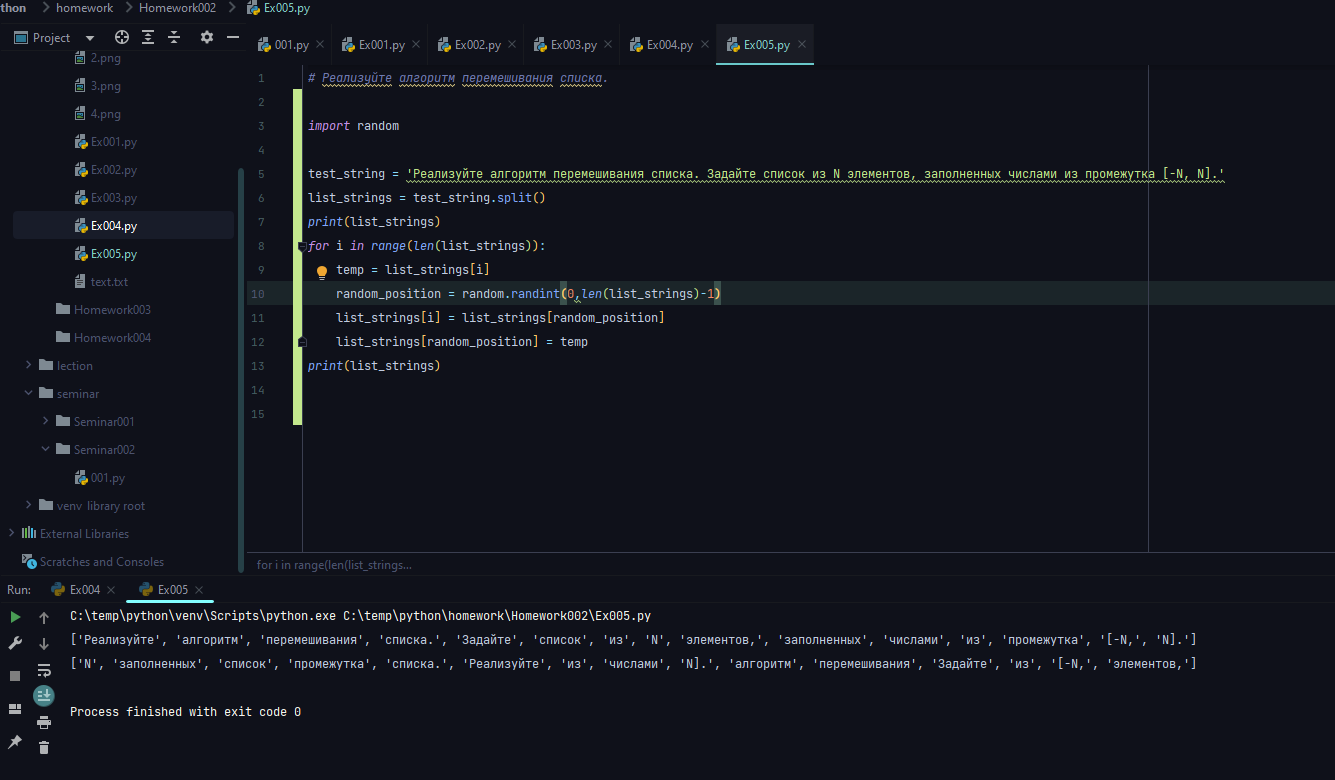 thon homework Homework002 Ex005.py
Project
001.py Ex001.py Ex002.py Ex003.py Ex004.py Ex005.py
2.png
3.png
4.png
Ex001.py
Ex002.py
Ex003.py
Ex004.py
Ex005.py
text.txt
Homework003
Homework004
lection
seminar
Seminar001
Seminar002
001.py
venv library root
External Libraries
Scratches and Consoles
1 # Реализуйте алгоритм перемешивания списка.
2
3 import random
4
5 test_string = 'Реализуйте алгоритм перемешивания списка. Задайте список из N элементов, заполненных числами из промежутка [-N, N].'
6 list_strings = test_string.split()
7 print(list_strings)
8 for i in range(len(list_strings)):
9 temp = list_strings[i]
10 random_position = random.randint(0,len(list_strings)-1)
11 list_strings[i] = list_strings[random_position]
12 list_strings[random_position] = temp
13 print(list_strings)
14
15
for i in range(len(list_strings...
Run: Ex004 Ex005
C:\temp\python\venv\Scripts\python.exe C:\temp\python\homework\Homework002\Ex005.py
['Реализуйте', 'алгоритм', 'перемешивания', 'списка.', 'Задайте', 'список', 'из', 'N', 'элементов,', 'заполненных', 'числами', 'из', 'промежутка', '[-N,', 'N].']
['N', 'заполненных', 'список', 'промежутка', 'списка.', 'Реализуйте', 'из', 'числами', 'N].', 'алгоритм', 'перемешивания', 'Задайте', 'из', '[-N,', 'элементов,']
Process finished with exit code 0